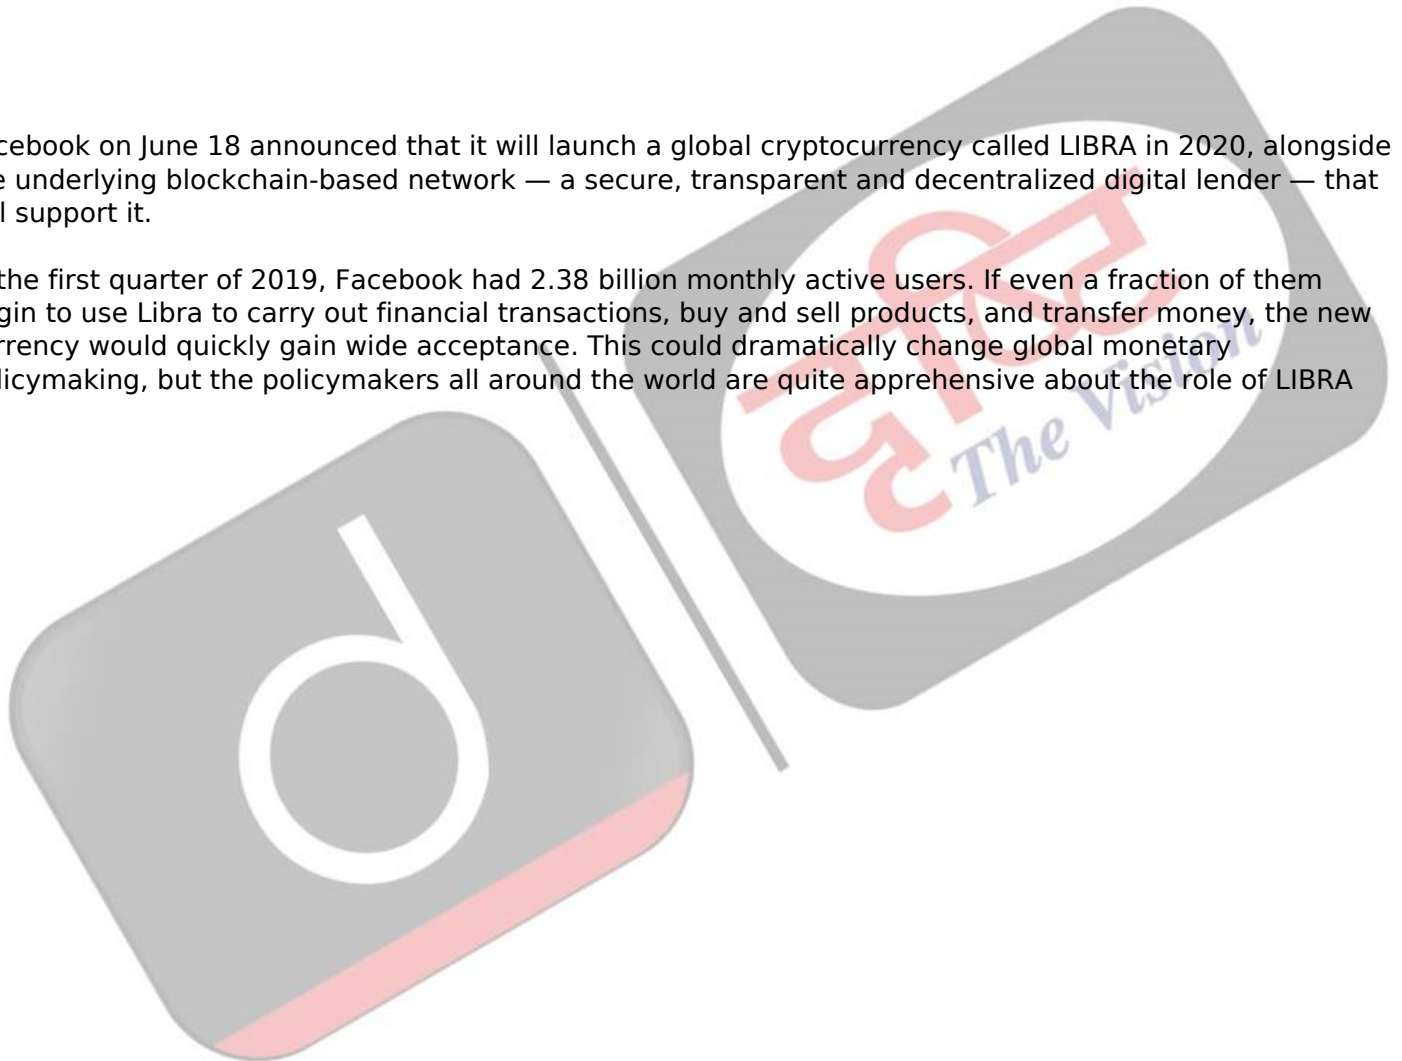 cebook on June 18 announced that it will launch a global cryptocurrency called LIBRA in 2020, alongside
e underlying blockchain-based network — a secure, transparent and decentralized digital lender — that
l support it.
the first quarter of 2019, Facebook had 2.38 billion monthly active users. If even a fraction of them
gin to use Libra to carry out financial transactions, buy and sell products, and transfer money, the new
rrency would quickly gain wide acceptance. This could dramatically change global monetary
licymaking, but the policymakers all around the world are quite apprehensive about the role of LIBRA
दृष्टि
The Vision
d